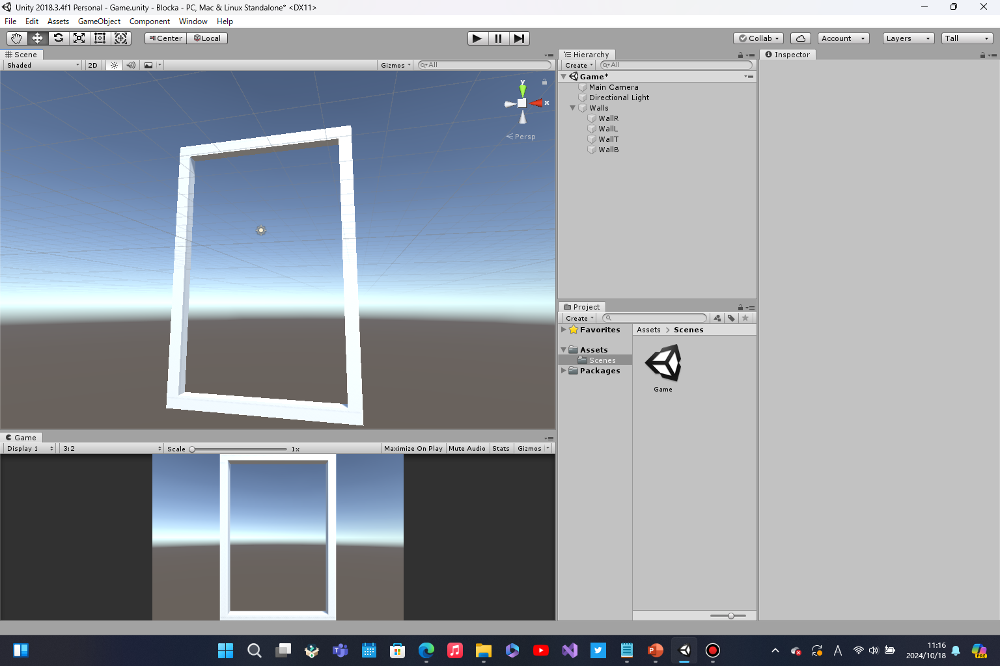 Unity 2018.3.4f1 Personal - Game.unity - Blocka - PC, Mac & Linux Standalone* <DX11>
File Edit Assets GameObject Component Window Help
Center Local Collab Account Layers Tall
Scene
Shaded 2D Gizmos All
y
x
Persp
Hierarchy
Create All
Game*
Main Camera
Directional Light
Walls
WallR
WallL
WallT
WallB
Inspector
Project
Create
Favorites
Assets
Scenes
Packages
Assets > Scenes
Game
Game
Display 1 3:2 Scale 1x Maximize On Play Mute Audio Stats Gizmos
A
11:16
2024/10/18
PRE